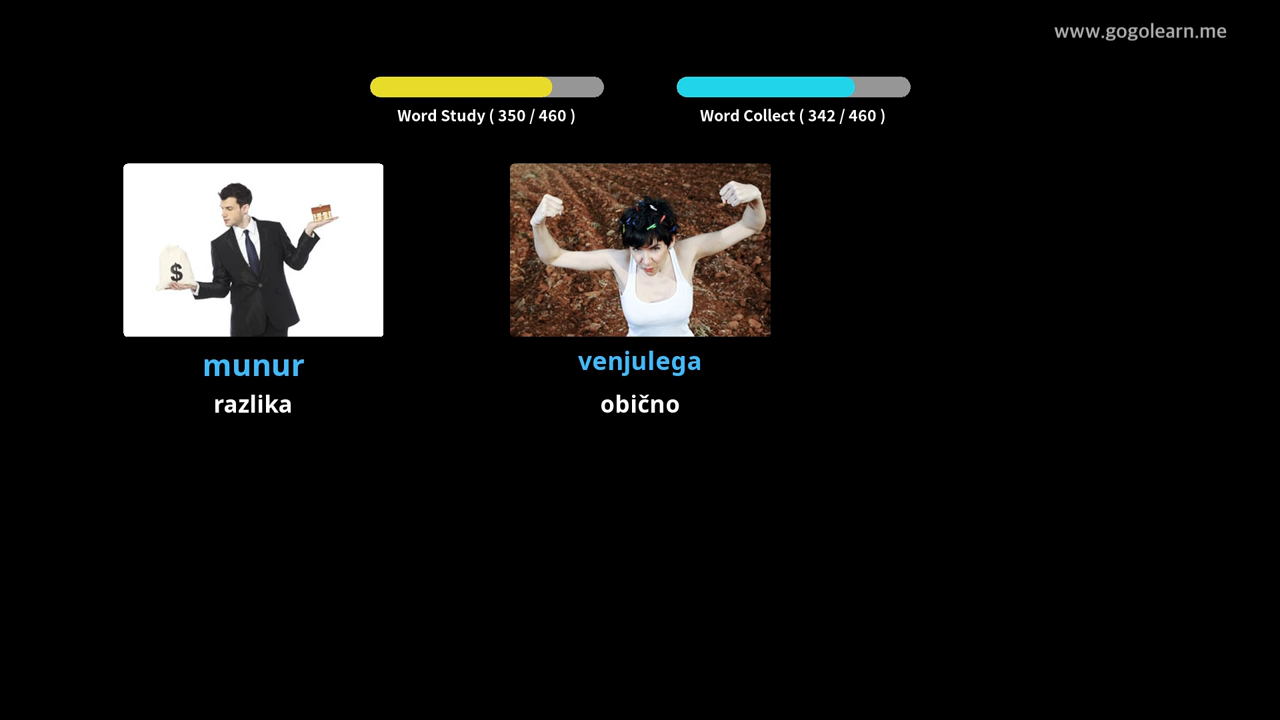 www.gogolearn.me
Word Study ( 350 / 460 )
Word Collect ( 342 / 460 )
$
munur
venjulega
razlika
obično